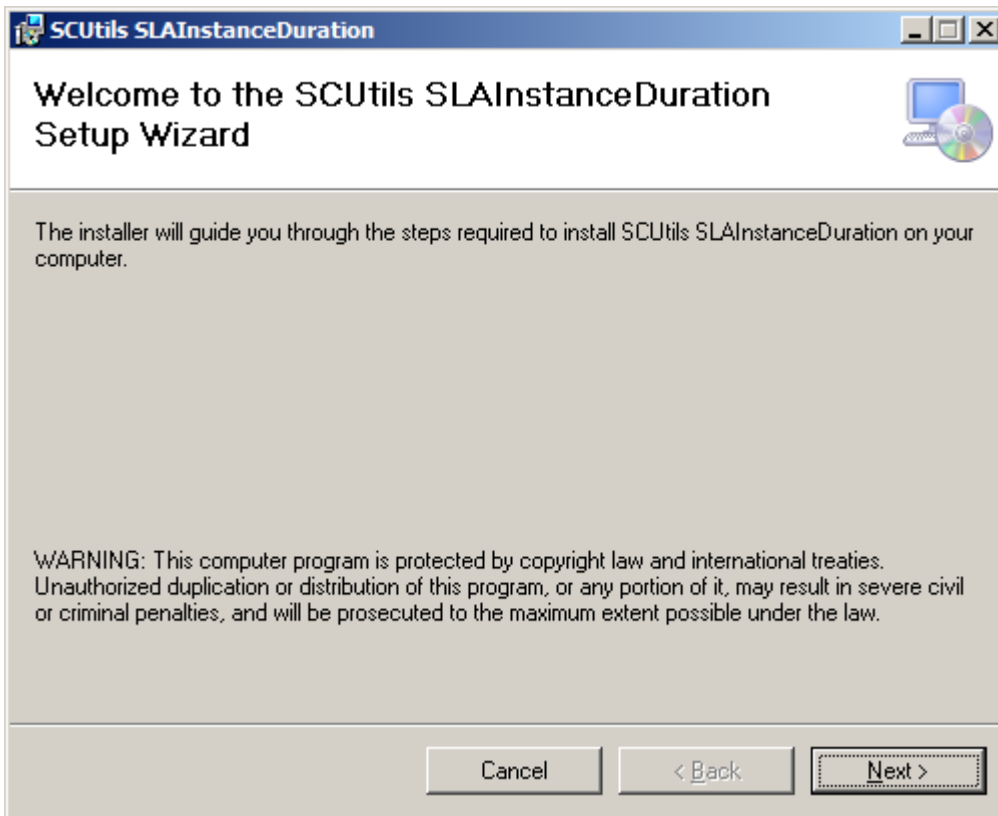 SCUtils SLAInstanceDuration
Welcome to the SCUtils SLAInstanceDuration
Setup Wizard
The installer will guide you through the steps required to install SCUtils SLAInstanceDuration on your
computer.
WARNING: This computer program is protected by copyright law and international treaties.
Unauthorized duplication or distribution of this program, or any portion of it, may result in severe civil
or criminal penalties, and will be prosecuted to the maximum extent possible under the law.
Cancel < Back Next >